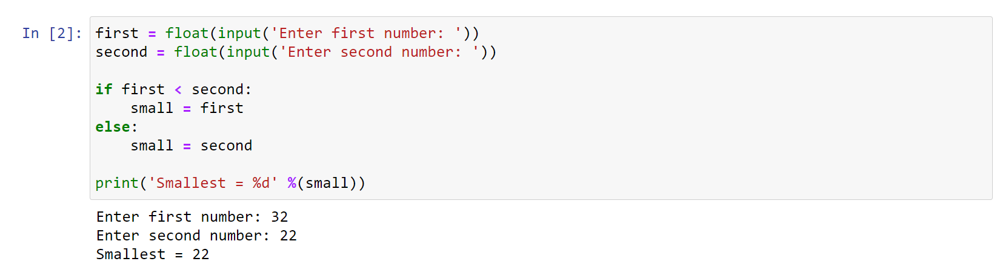 In [2]: first = float(input('Enter first number: '))
second = float(input('Enter second number: '))
if first < second:
    small = first
else:
    small = second
print('Smallest = %d' %(small))
Enter first number: 32
Enter second number: 22
Smallest = 22